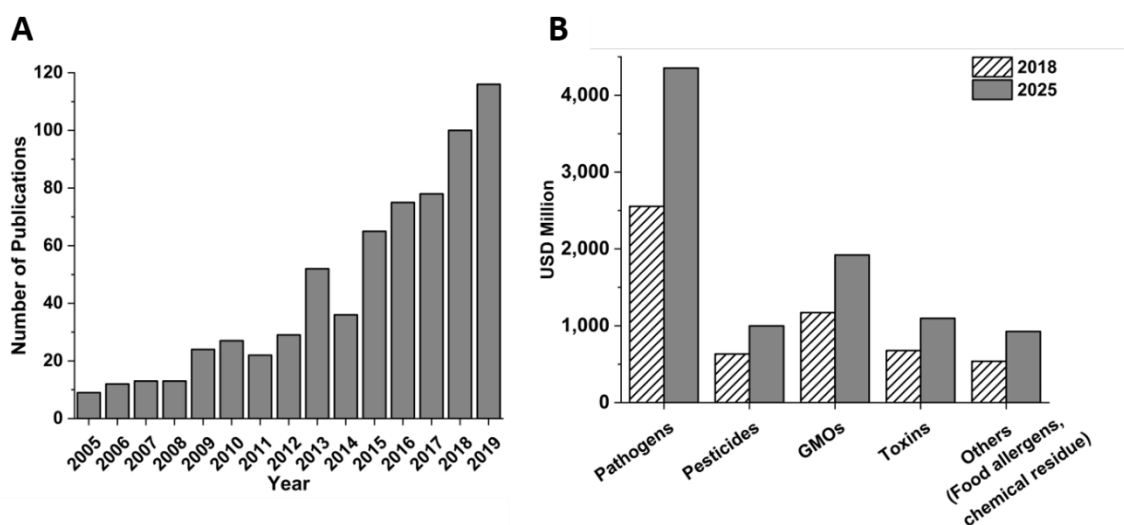 A
Number of Publications
120
100
80
60
40
20
0
2005
2006
2007
2008
2009
2010
2011
2012
2013
2014
2015
2016
2017
2018
2019
Year
B
USD Million
4,000
3,000
2,000
1,000
0
2018
2025
Pathogens
Pesticides
GMOs
Toxins
Others
(Food allergens,
chemical residue)